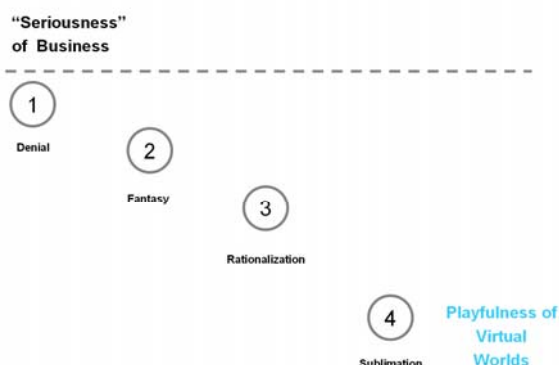 “Seriousness”
of Business
1
Denial
2
Fantasy
3
Rationalization
4
Sublimation
Playfulness of
Virtual
Worlds